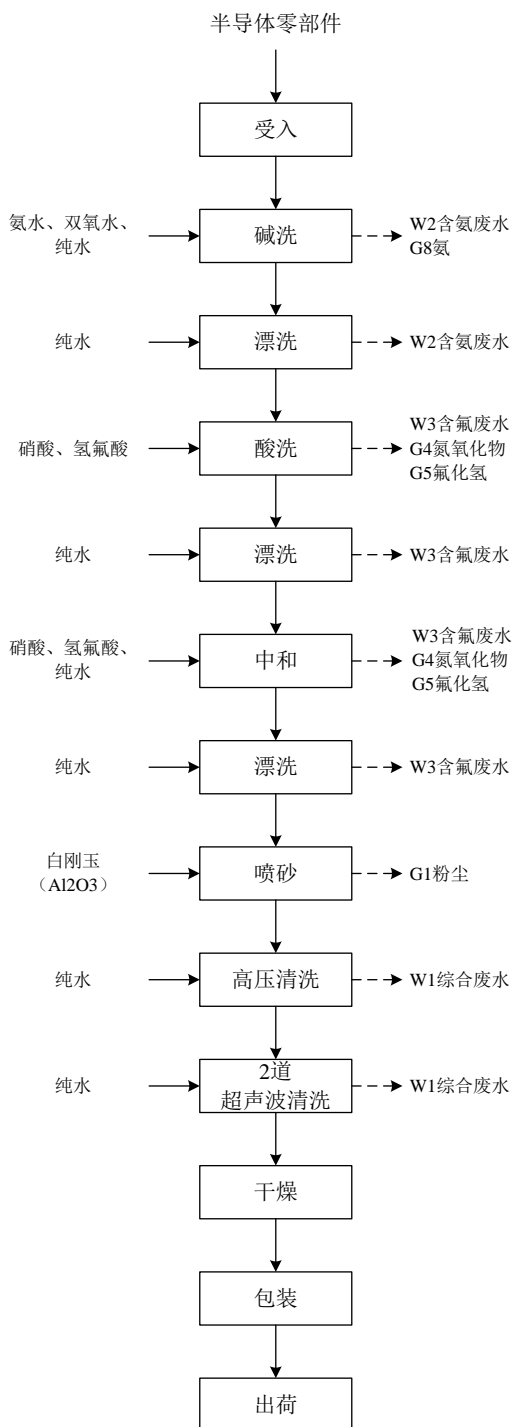 半导体零部件
受入
氨水、双氧水、
纯水
碱洗
W2含氨废水
G8氨
纯水
漂洗
W2含氨废水
硝酸、氢氟酸
酸洗
W3含氟废水
G4氮氧化物
G5氟化氢
纯水
漂洗
W3含氟废水
硝酸、氢氟酸、
纯水
中和
W3含氟废水
G4氮氧化物
G5氟化氢
纯水
漂洗
W3含氟废水
白刚玉
（Al2O3）
喷砂
G1粉尘
纯水
高压清洗
W1综合废水
纯水
2道
超声波清洗
W1综合废水
干燥
包装
出荷